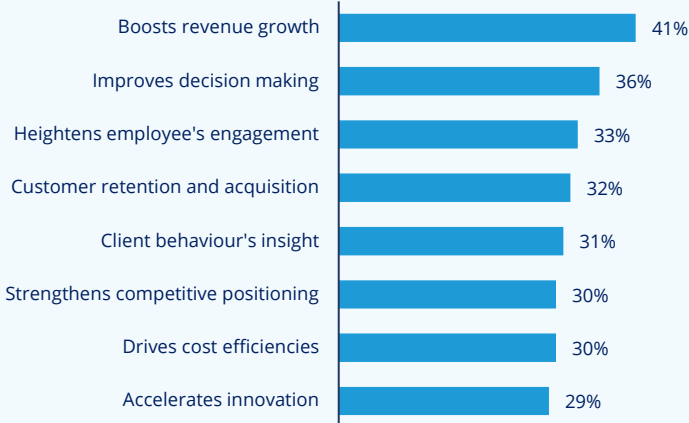 Boosts revenue growth 41%
Improves decision making 36%
Heightens employee's engagement 33%
Customer retention and acquisition 32%
Client behaviour's insight 31%
Strengthens competitive positioning 30%
Drives cost efficiencies 30%
Accelerates innovation 29%